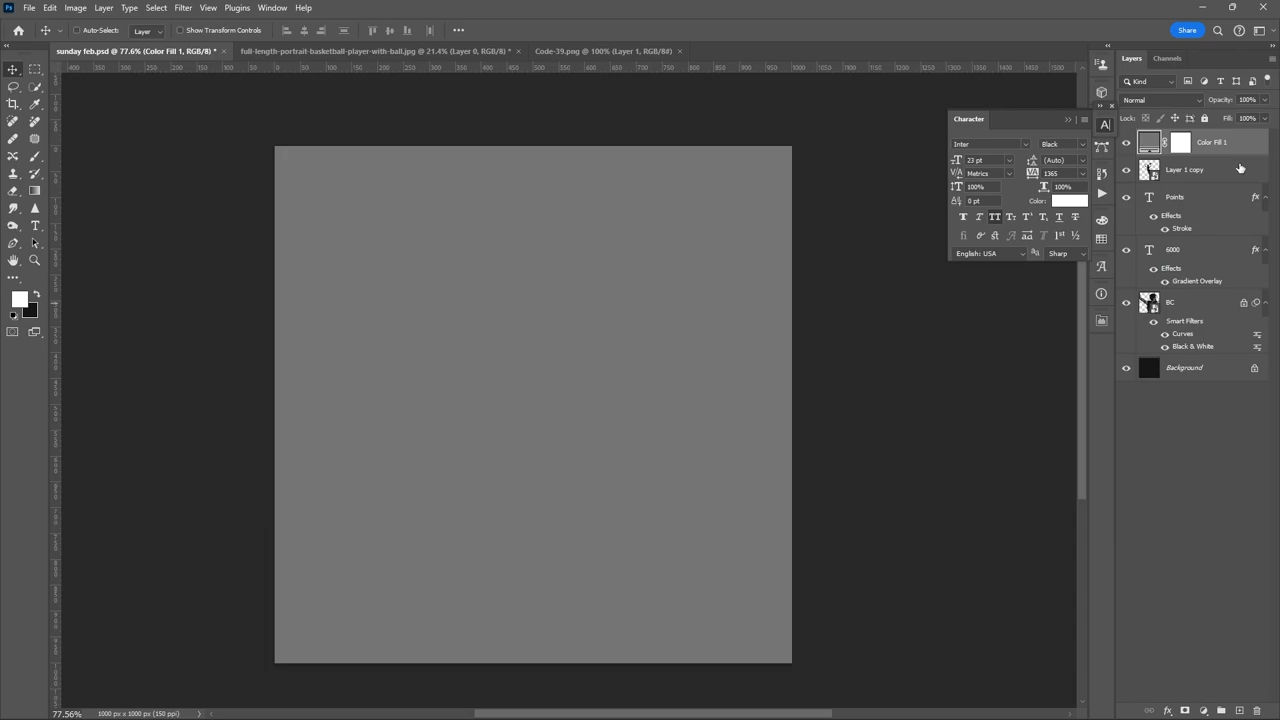 File Edit Image Layer Type Select Filter View Plugins Window Help
Auto-Select: Layer Show Transform Controls Share
sunday feb.psd @ 77.6% (Color Fill 1, RGB/8) * full-length-portrait-basketball-player-with-ball.jpg @ 21.4% (Layer 0, RGB/8) * Code-39.png @ 100% (Layer 1, RGB/8#)
Layers Channels
Kind
Normal Opacity: 100%
Lock: Fill: 100%
Color Fill 1
Layer 1 copy
Points fx
Effects
Stroke
6000 fx
Effects
Gradient Overlay
BC
Smart Filters
Curves
Black & White
Background
Character
Inter Black
23 pt (Auto)
Metrics 1365
100% 100%
0 pt Color:
English: USA Sharp
77.56% 1000 px x 1000 px (150 ppi)